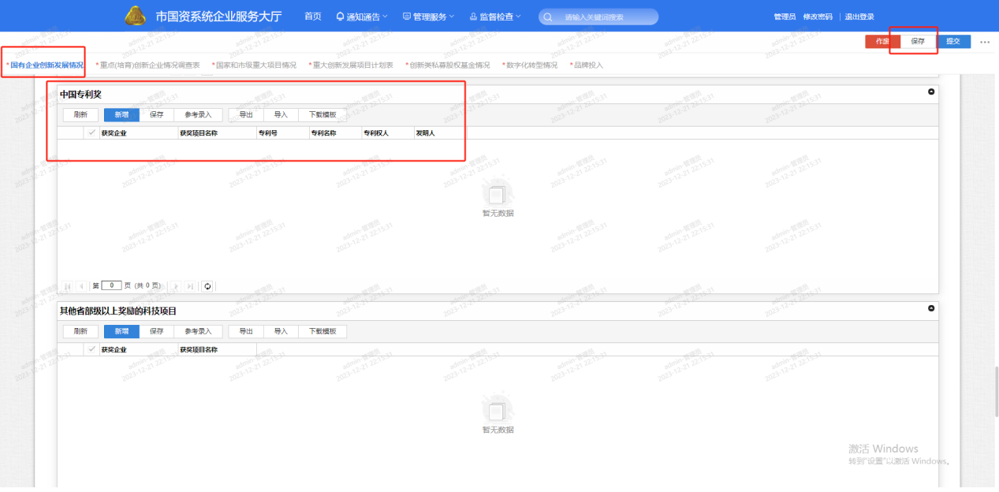 市国资系统企业服务大厅 首页 通知通告 管理服务 监督检查 请输入关键词搜索 管理员 修改密码 | 退出登录
作废 保存 提交 ...
*国有企业创新发展情况 *重点(培育)创新企业情况调查表 *国家和市级重大项目情况 *重大创新发展项目计划表 *创新类私募股权基金情况 *数字化转型情况 *品牌投入
中国专利奖
刷新 新增 保存 参考录入 导出 导入 下载模板
获奖企业 获奖项目名称 专利号 专利名称 专利权人 发明人
暂无数据
第 0 页 (共 0 页)
其他省部级以上奖励的科技项目
刷新 新增 保存 参考录入 导出 导入 下载模板
获奖企业 获奖项目名称
暂无数据
激活 Windows
转到"设置"以激活 Windows。
admin-管理员
2023-12-21 22:15:31